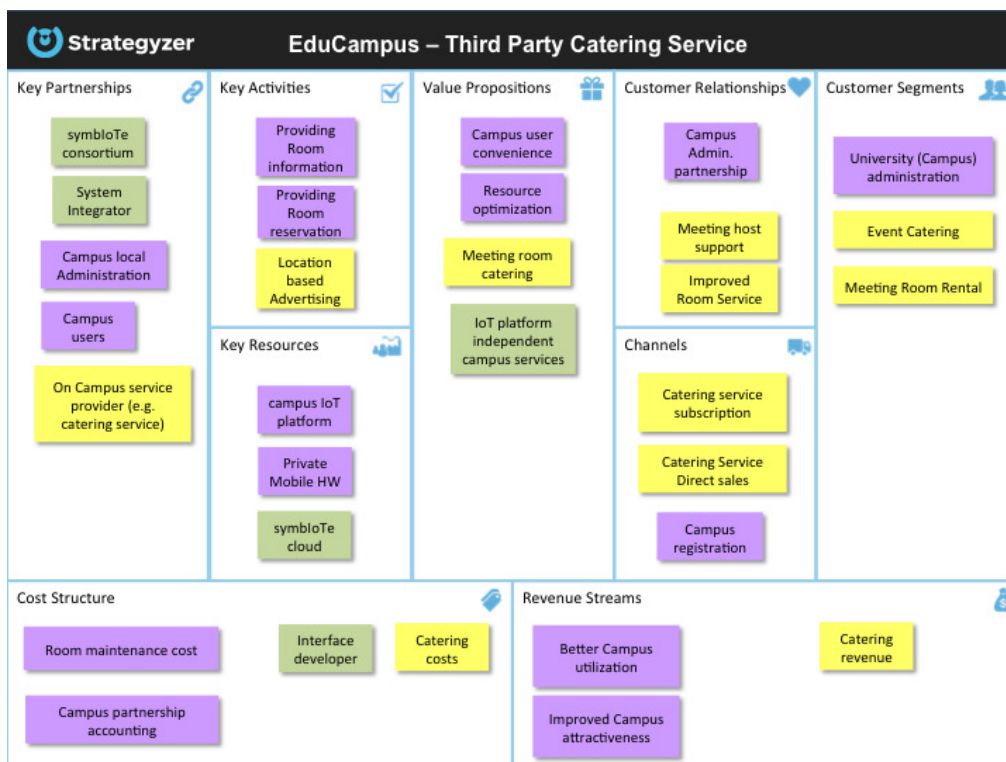 Strategyzer
EduCampus – Third Party Catering Service
Key Partnerships
symbIoTe
consortium
System
Integrator
Campus local
Administration
Campus
users
On Campus service
provider (e.g.
catering service)
Key Activities
Providing
Room
information
Providing
Room
reservation
Location
based
Advertising
Key Resources
campus IoT
platform
Private
Mobile HW
symbIoTe
cloud
Value Propositions
Campus user
convenience
Resource
optimization
Meeting room
catering
IoT platform
independent
campus services
Customer Relationships
Campus
Admin.
partnership
Meeting host
support
Improved
Room Service
Channels
Catering service
subscription
Catering Service
Direct sales
Campus
registration
Customer Segments
University (Campus)
administration
Event Catering
Meeting Room Rental
Cost Structure
Room maintenance cost
Campus partnership
accounting
Interface
developer
Catering
costs
Revenue Streams
$
Better Campus
utilization
Improved Campus
attractiveness
Catering
revenue